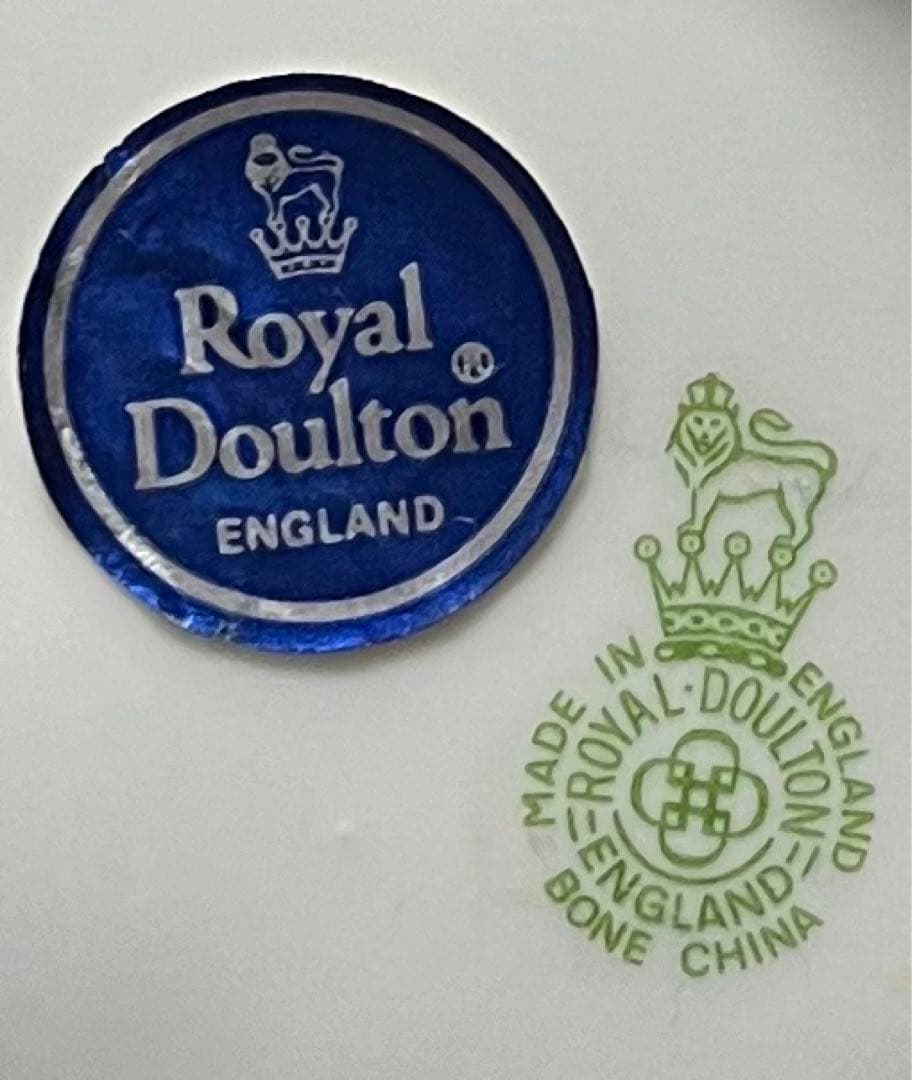 Royal
Doulton
®
ENGLAND
MADE IN ENGLAND
ROYAL·DOULTON
ENGLAND
BONE CHINA